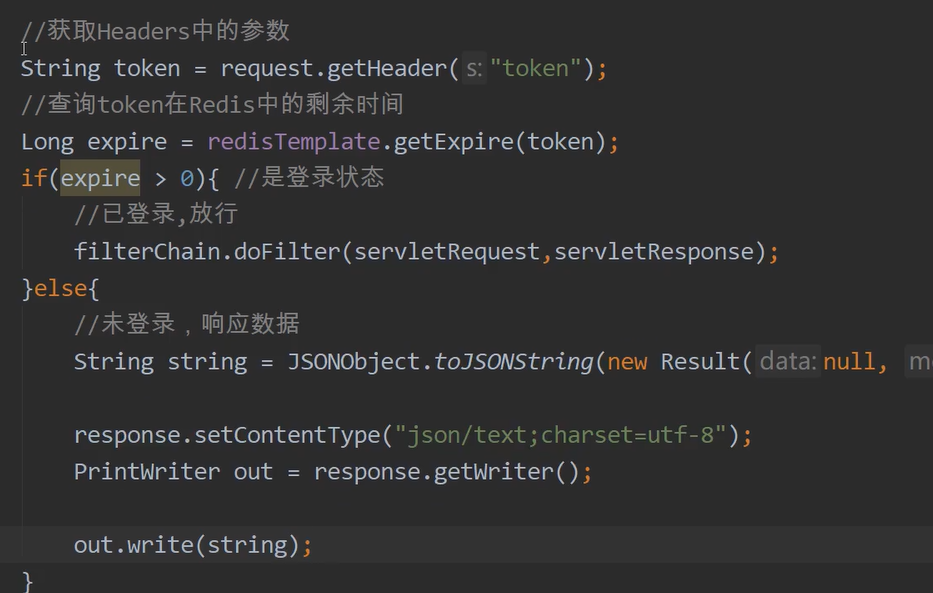 //获取Headers中的参数
String token = request.getHeader( s: "token");
//查询token在Redis中的剩余时间
Long expire = redisTemplate.getExpire(token);
if(expire > 0){ //是登录状态
//已登录,放行
filterChain.doFilter(servletRequest,servletResponse);
}else{
//未登录，响应数据
String string = JSONObject.toJSONString(new Result( data: null,
response.setContentType("json/text;charset=utf-8");
PrintWriter out = response.getWriter();
out.write(string);
}